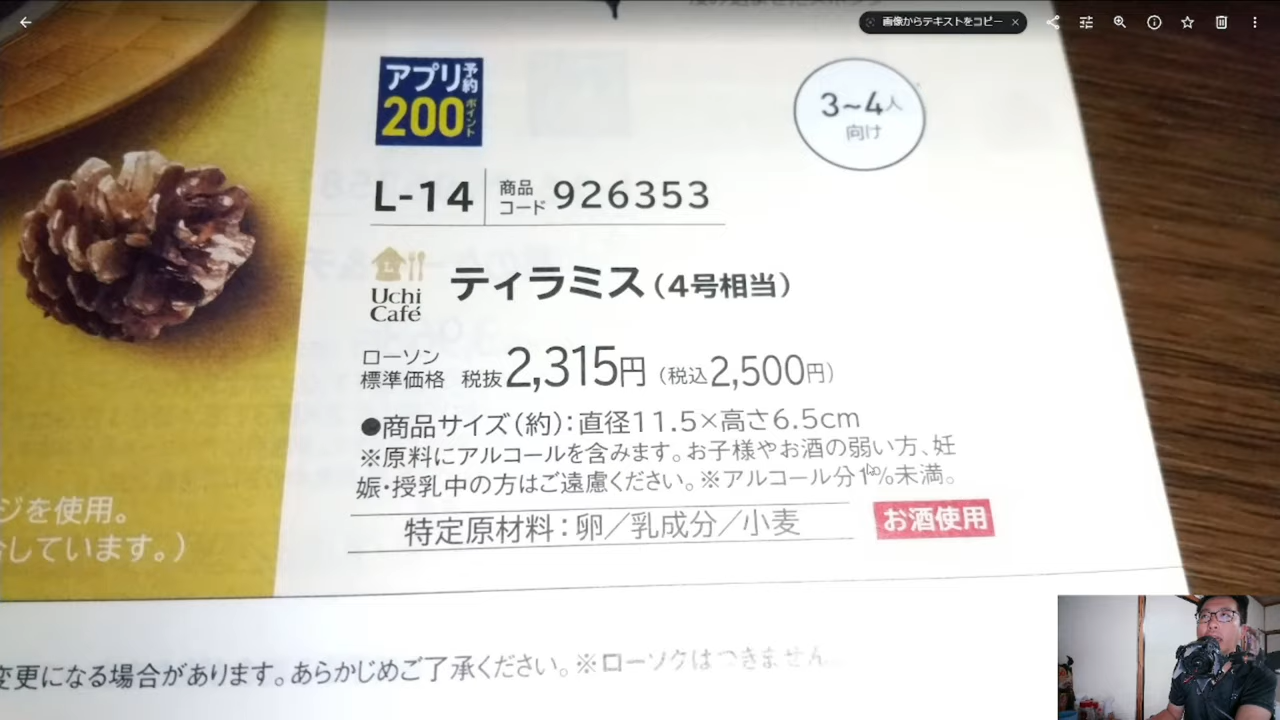 画像からテキストをコピー
アプリ予約
200ポイント
3~4人
向け
L-14 商品コード 926353
Uchi
Café
ティラミス(4号相当)
ローソン
標準価格 税抜2,315円(税込2,500円)
●商品サイズ(約):直径11.5×高さ6.5cm
※原料にアルコールを含みます。お子様やお酒の弱い方、妊
娠・授乳中の方はご遠慮ください。※アルコール分1%未満。
特定原材料:卵/乳成分/小麦
お酒使用
ジを使用。
しています。)
変更になる場合があります。あらかじめご了承ください。※ローソクはつきません